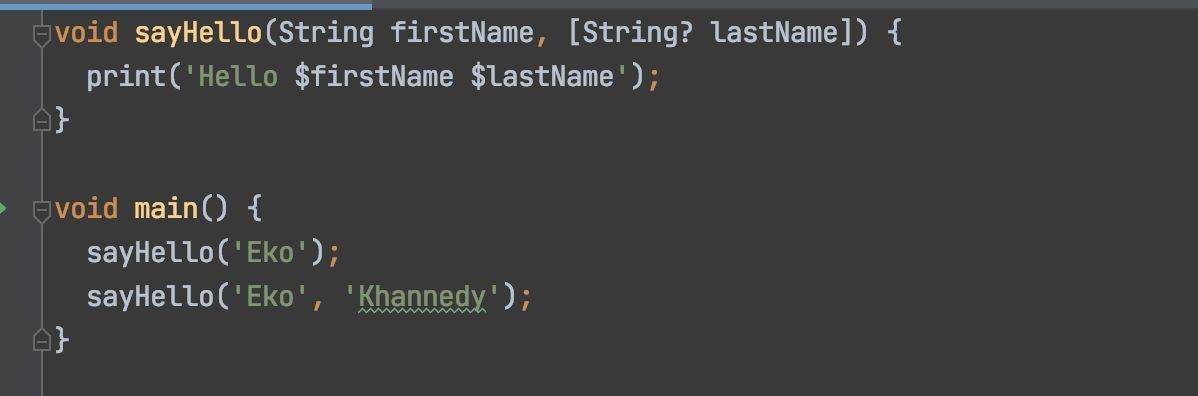 void sayHello(String firstName, [String? lastName]) {
  print('Hello $firstName $lastName');
}
void main() {
  sayHello('Eko');
  sayHello('Eko', 'Khannedy');
}